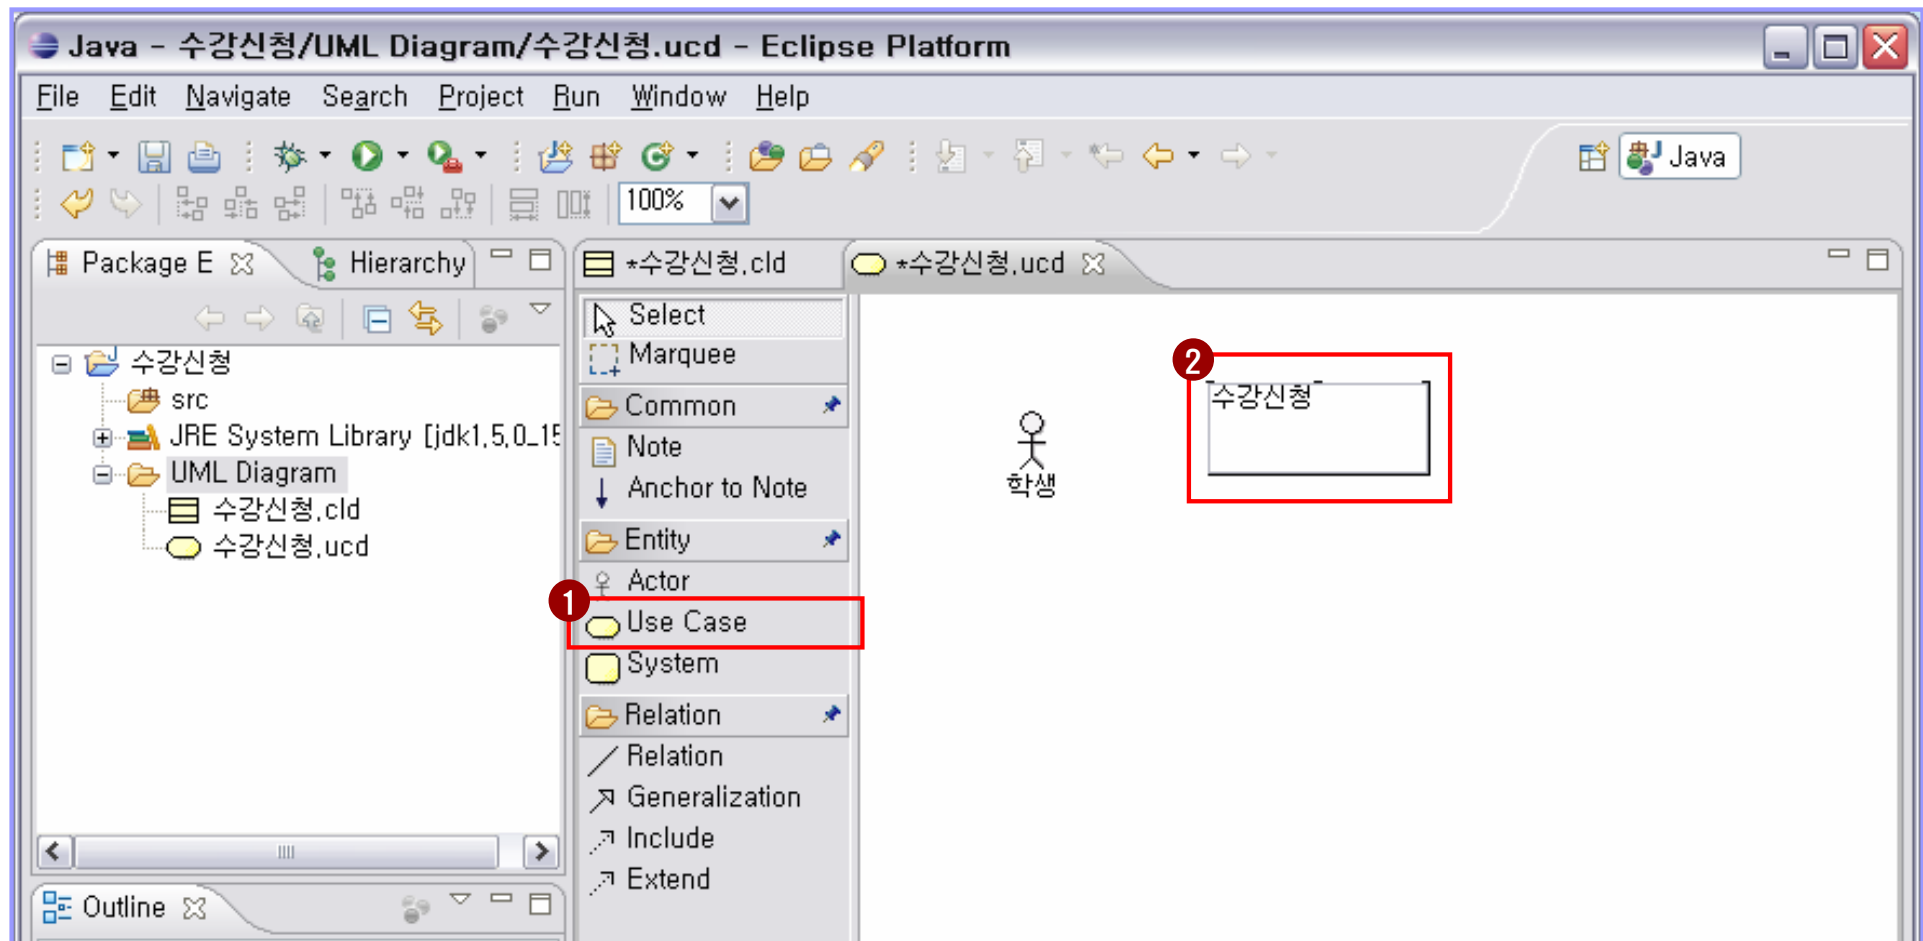 Java - 수강신청/UML Diagram/수강신청.ucd - Eclipse Platform
File Edit Navigate Search Project Run Window Help
Java
100%
Package E Hierarchy
*수강신청.cld *수강신청.ucd
Select
Marquee
Common
Note
Anchor to Note
Entity
Actor
1
Use Case
System
Relation
Relation
Generalization
Include
Extend
수강신청
src
JRE System Library [jdk1.5.0_15
UML Diagram
수강신청.cld
수강신청.ucd
Outline
학생
2
수강신청